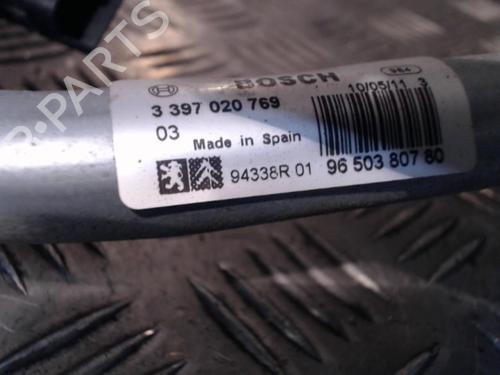 BOSCH
984
3 397 020 769
10/05/11 3
03
Made in Spain
94338R 01
96 503 807 80
B-PARTS